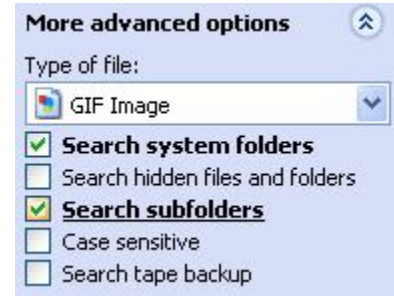 More advanced options
Type of file:
GIF Image
Search system folders
Search hidden files and folders
Search subfolders
Case sensitive
Search tape backup